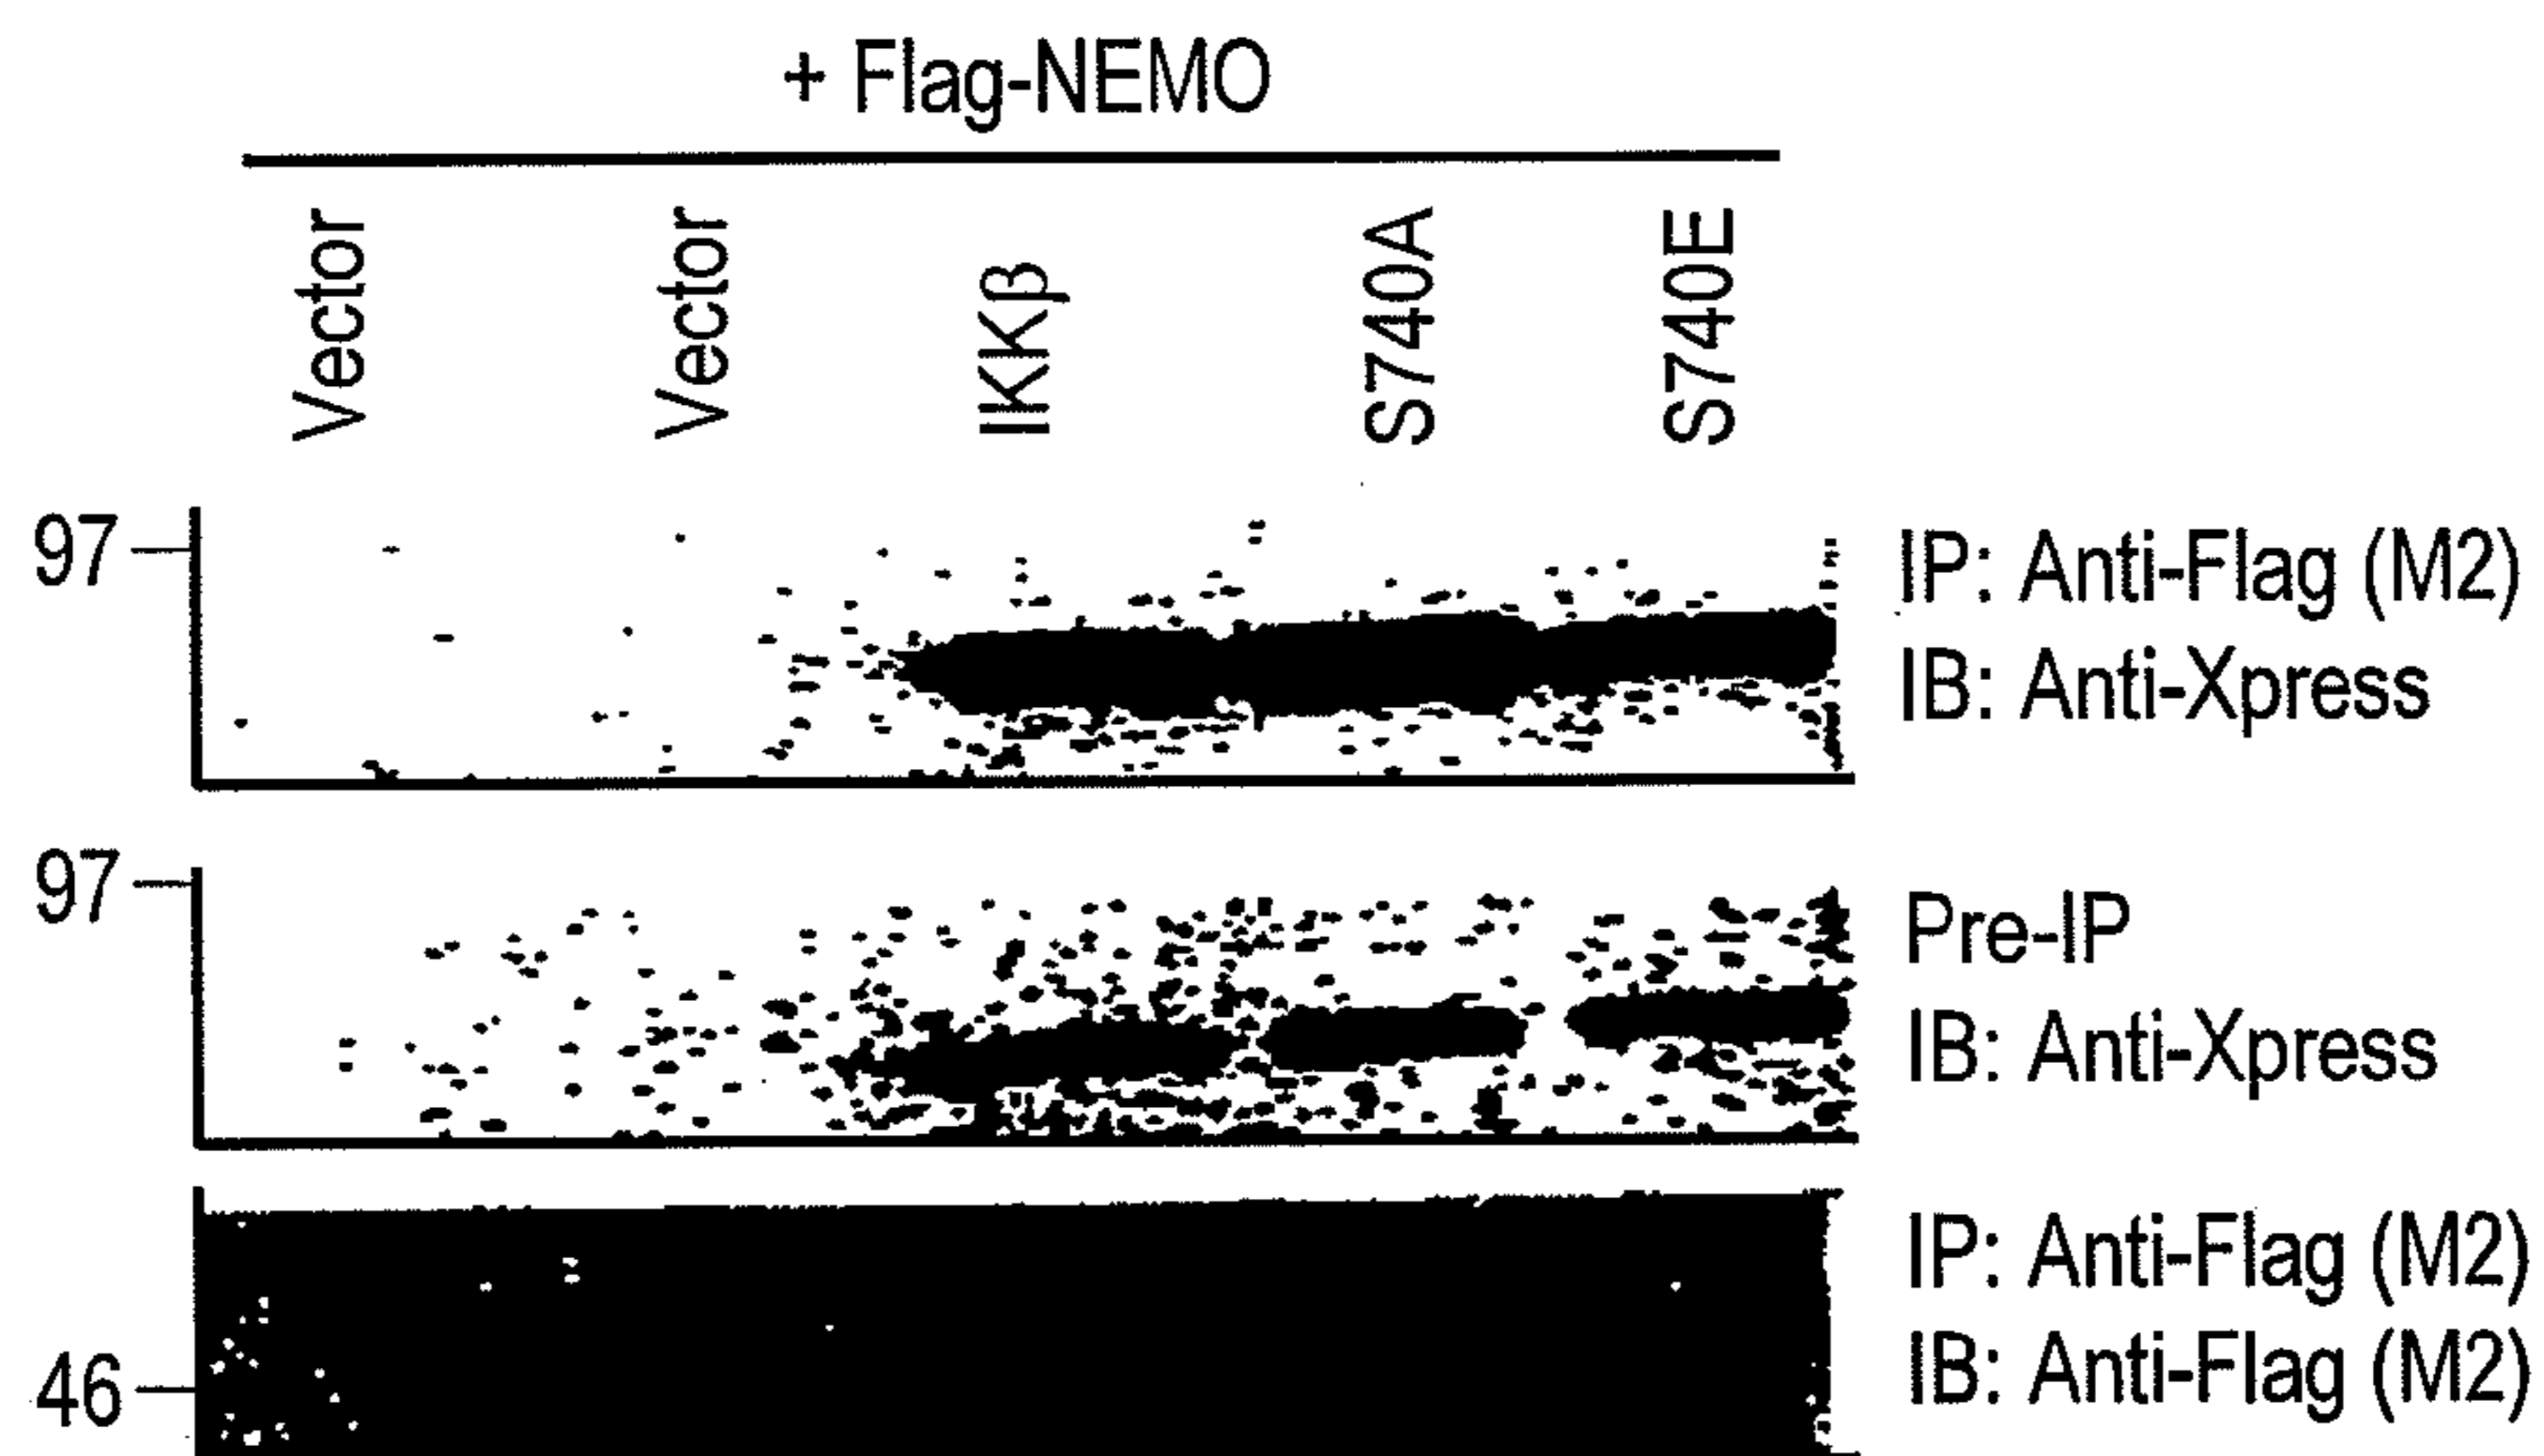 + Flag-NEMO
Vector
Vector
IKKβ
S740A
S740E
97
IP: Anti-Flag (M2)
IB: Anti-Xpress
97
Pre-IP
IB: Anti-Xpress
IP: Anti-Flag (M2)
46
IB: Anti-Flag (M2)